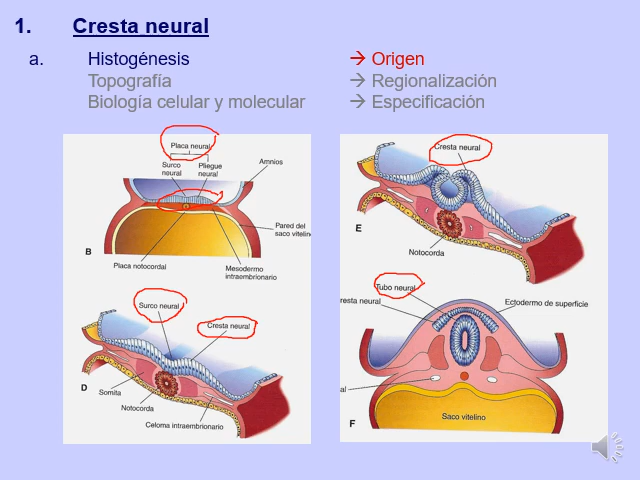 1. Cresta neural
a. Histogénesis → Origen
Topografía → Regionalización
Biología celular y molecular → Especificación
Placa neural
Surco neural
Pliegue neural
Amnios
Pared del
saco vitelino
B
Placa notocordal
Mesodermo
intraembrionario
Surco neural
Cresta neural
D
Somita
Notocorda
Celoma intraembrionario
Cresta neural
E
Notocorda
Tubo neural
resta neural
Ectodermo de superficie
al
Saco vitelino
F